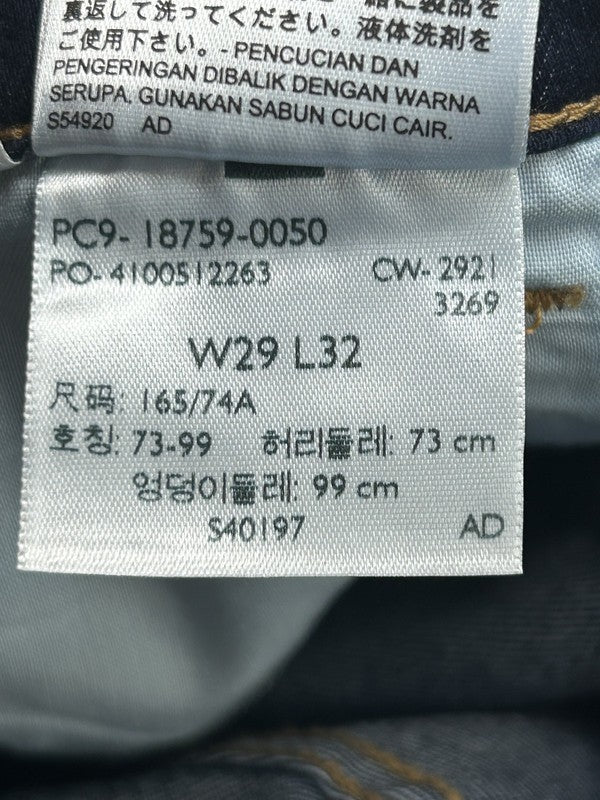 裏返して洗ってください。液体洗剤を
ご使用下さい。- PENCUCIAN DAN
PENGERINGAN DIBALIK DENGAN WARNA
SERUPA, GUNAKAN SABUN CUCI CAIR.
S54920 AD
PC9- 18759-0050
PO- 4100512263 CW- 2921
3269
W29 L32
尺码: 165/74A
호칭: 73-99 허리둘레: 73 cm
엉덩이둘레: 99 cm
S40197 AD